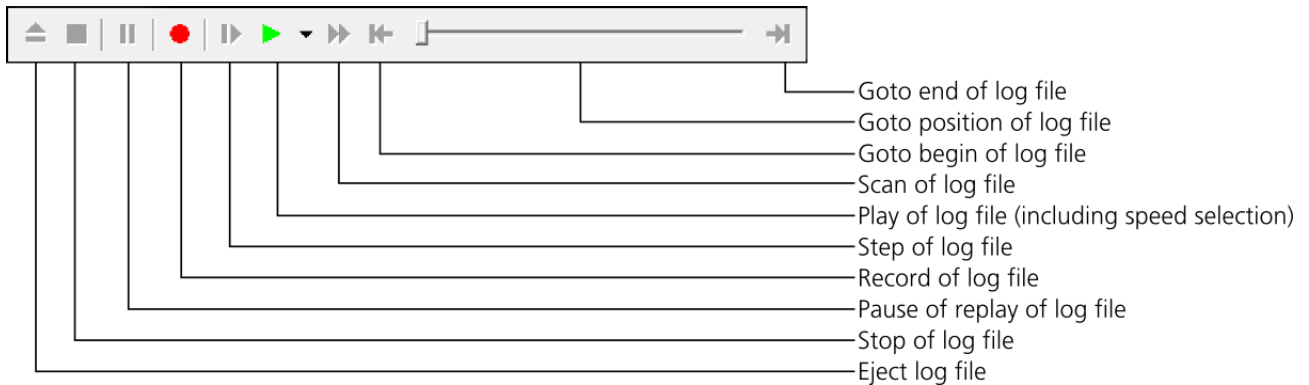 Goto end of log file
Goto position of log file
Goto begin of log file
Scan of log file
Play of log file (including speed selection)
Step of log file
Record of log file
Pause of replay of log file
Stop of log file
Eject log file